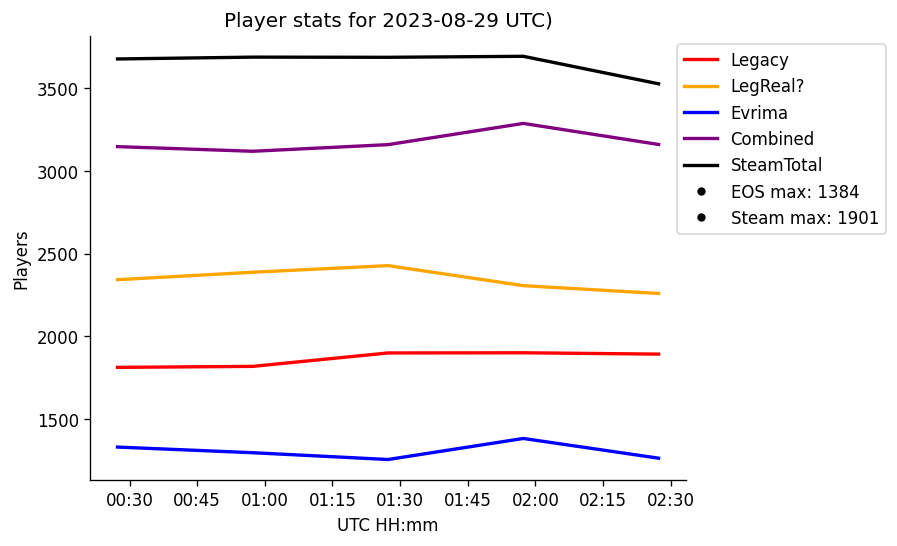 Player stats for 2023-08-29 UTC)
Players
3500
3000
2500
2000
1500
00:30 00:45 01:00 01:15 01:30 01:45 02:00 02:15 02:30
UTC HH:mm
Legacy
LegReal?
Evrima
Combined
SteamTotal
EOS max: 1384
Steam max: 1901